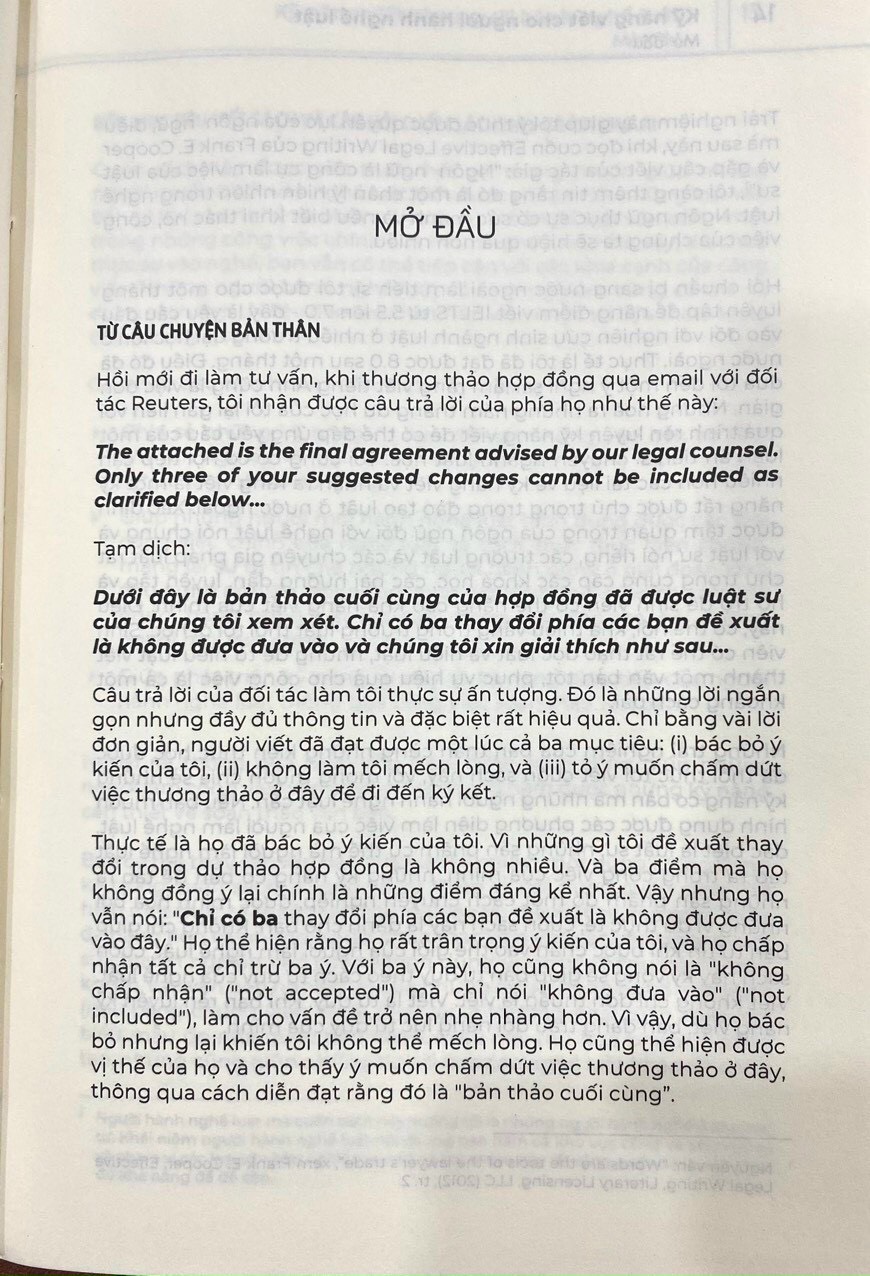 MỞ ĐẦU
TỪ CÂU CHUYỆN BẢN THÂN
Hồi mới đi làm tư vấn, khi thương thảo hợp đồng qua email với đối
tác Reuters, tôi nhận được câu trả lời của phía họ như thế này:
The attached is the final agreement advised by our legal counsel.
Only three of your suggested changes cannot be included as
clarified below...
Tạm dịch:
Dưới đây là bản thảo cuối cùng của hợp đồng đã được luật sư
của chúng tôi xem xét. Chỉ có ba thay đổi phía các bạn đề xuất
là không được đưa vào và chúng tôi xin giải thích như sau...
Câu trả lời của đối tác làm tôi thực sự ấn tượng. Đó là những lời ngắn
gọn nhưng đầy đủ thông tin và đặc biệt rất hiệu quả. Chỉ bằng vài lời
đơn giản, người viết đã đạt được một lúc cả ba mục tiêu: (i) bác bỏ ý
kiến của tôi, (ii) không làm tôi mếch lòng, và (iii) tỏ ý muốn chấm dứt
việc thương thảo ở đây để đi đến ký kết.
Thực tế là họ đã bác bỏ ý kiến của tôi. Vì những gì tôi đề xuất thay
đổi trong dự thảo hợp đồng là không nhiều. Và ba điểm mà họ
không đồng ý lại chính là những điểm đáng kể nhất. Vậy nhưng họ
vẫn nói: "Chỉ có ba thay đổi phía các bạn đề xuất là không được đưa
vào đây." Họ thể hiện rằng họ rất trân trọng ý kiến của tôi, và họ chấp
nhận tất cả chỉ trừ ba ý. Với ba ý này, họ cũng không nói là "không
chấp nhận" ("not accepted") mà chỉ nói "không đưa vào" ("not
included"), làm cho vấn đề trở nên nhẹ nhàng hơn. Vì vậy, dù họ bác
bỏ nhưng lại khiến tôi không thể mếch lòng. Họ cũng thể hiện được
vị thế của họ và cho thấy ý muốn chấm dứt việc thương thảo ở đây,
thông qua cách diễn đạt rằng đó là "bản thảo cuối cùng".